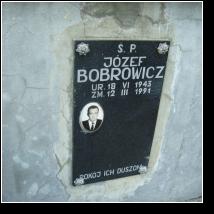 Ś. P.
JÓZEF
BOBROWICZ
UR. 18 VI 1943
ZM. 12 III 1991
POKÓJ ICH DUSZOM